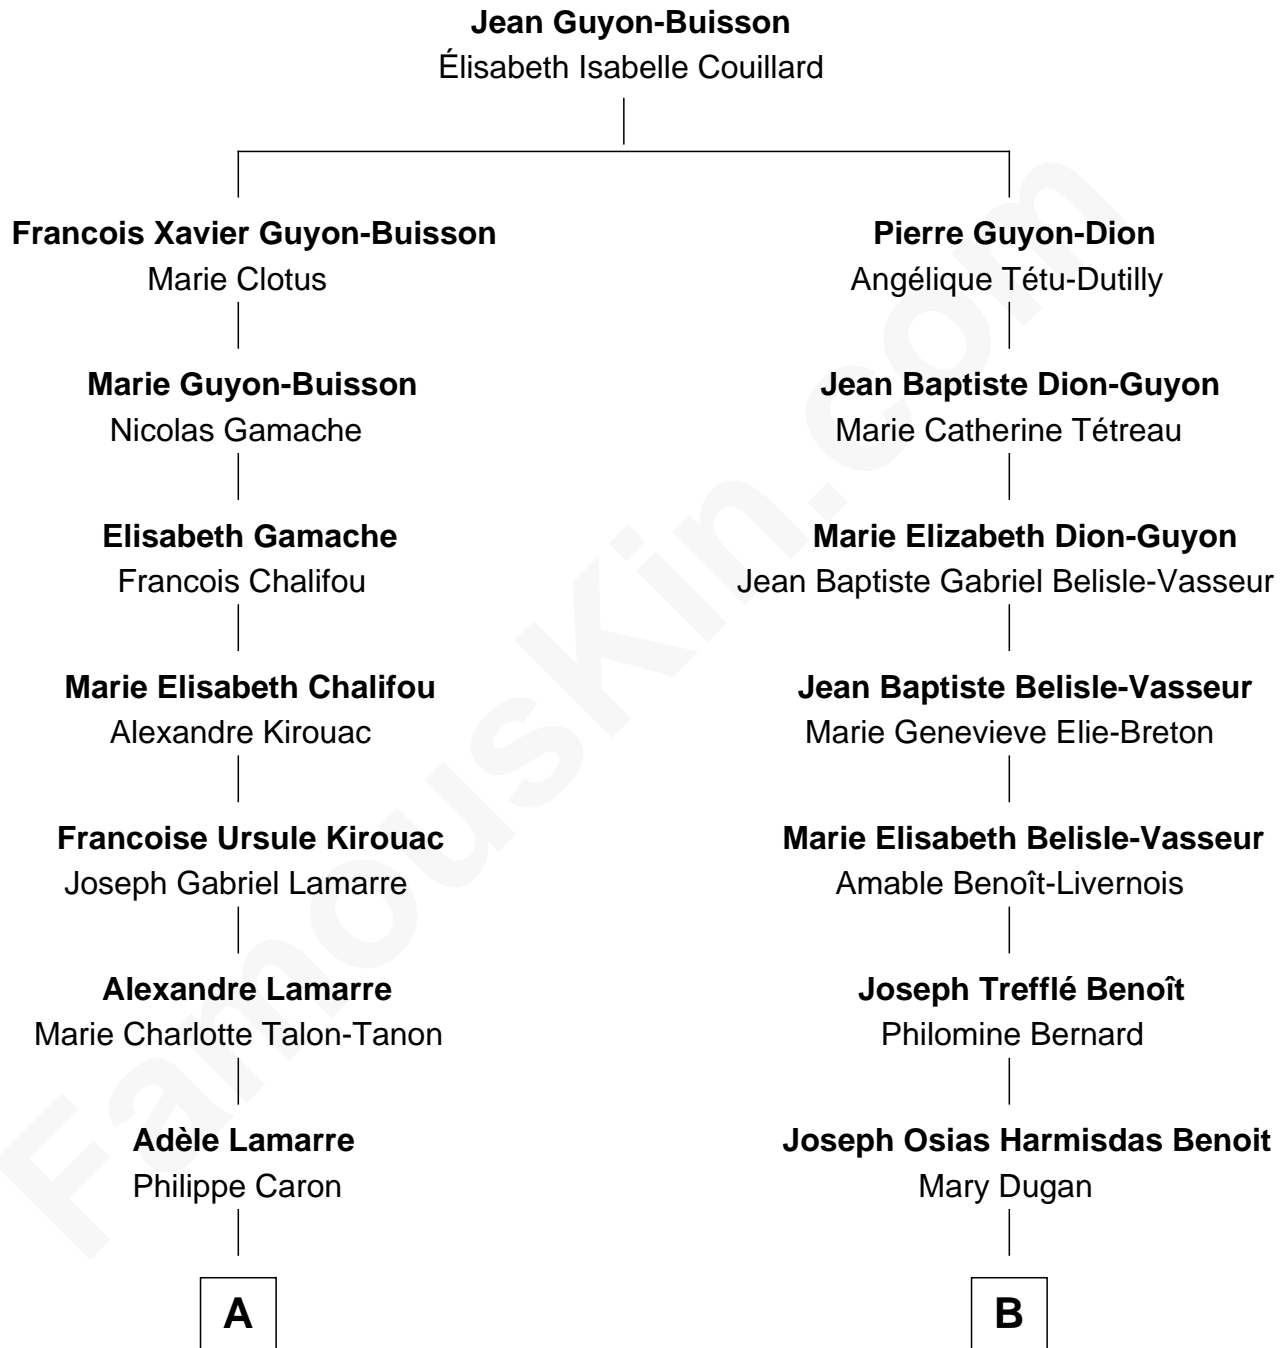 Jean Guyon-Buisson
Élisabeth Isabelle Couillard
Francois Xavier Guyon-Buisson
Marie Clotus
Pierre Guyon-Dion
Angélique Tétu-Dutilly
Marie Guyon-Buisson
Nicolas Gamache
Jean Baptiste Dion-Guyon
Marie Catherine Tétreau
Elisabeth Gamache
Francois Chalifou
Marie Elizabeth Dion-Guyon
Jean Baptiste Gabriel Belisle-Vasseur
Marie Elisabeth Chalifou
Alexandre Kirouac
Jean Baptiste Belisle-Vasseur
Marie Genevieve Elie-Breton
Francoise Ursule Kirouac
Joseph Gabriel Lamarre
Marie Elisabeth Belisle-Vasseur
Amable Benoît-Livernois
Alexandre Lamarre
Marie Charlotte Talon-Tanon
Joseph Trefflé Benoît
Philomine Bernard
Adèle Lamarre
Philippe Caron
Joseph Osias Harmisdas Benoit
Mary Dugan
A
B
FamousKin.com